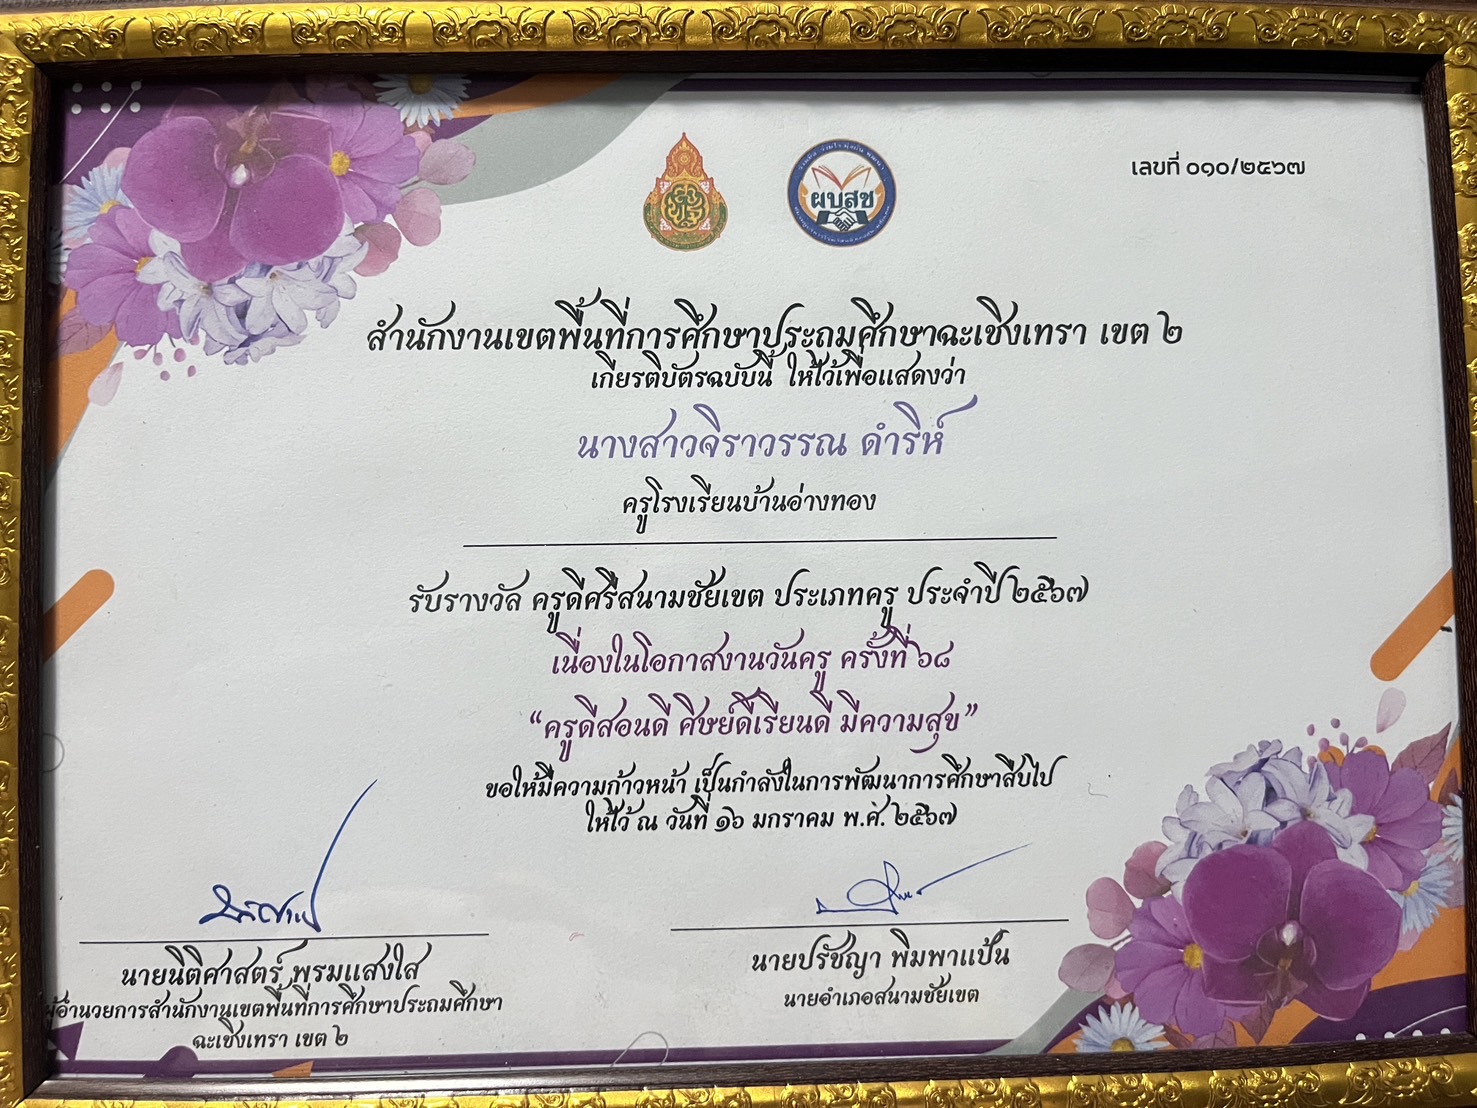 เลขที่ ๐๑๐/๒๕๖๗
ผบสช
สำนักงานเขตพื้นที่การศึกษาประถมศึกษาฉะเชิงเทรา เขต ๒
เกียรติบัตรฉบับนี้ ให้ไว้เพื่อแสดงว่า
นางสาวจิราวรรณ ดำริห์
ครูโรงเรียนบ้านอ่างทอง
รับรางวัล ครูดีศรีสนามชัยเขต ประเภทครู ประจำปี ๒๕๖๗
เนื่องในโอกาสงานวันครู ครั้งที่ ๖๘
“ครูดีสอนดี ศิษย์ดีเรียนดี มีความสุข”
ขอให้มีความก้าวหน้า เป็นกำลังในการพัฒนาการศึกษาสืบไป
ให้ไว้ ณ วันที่ ๑๖ มกราคม พ.ศ. ๒๕๖๗
นายนิติศาสตร์ พรมแสงใส
ผู้อำนวยการสำนักงานเขตพื้นที่การศึกษาประถมศึกษา
ฉะเชิงเทรา เขต ๒
นายปรัชญา พิมพาแป้น
นายอำเภอสนามชัยเขต